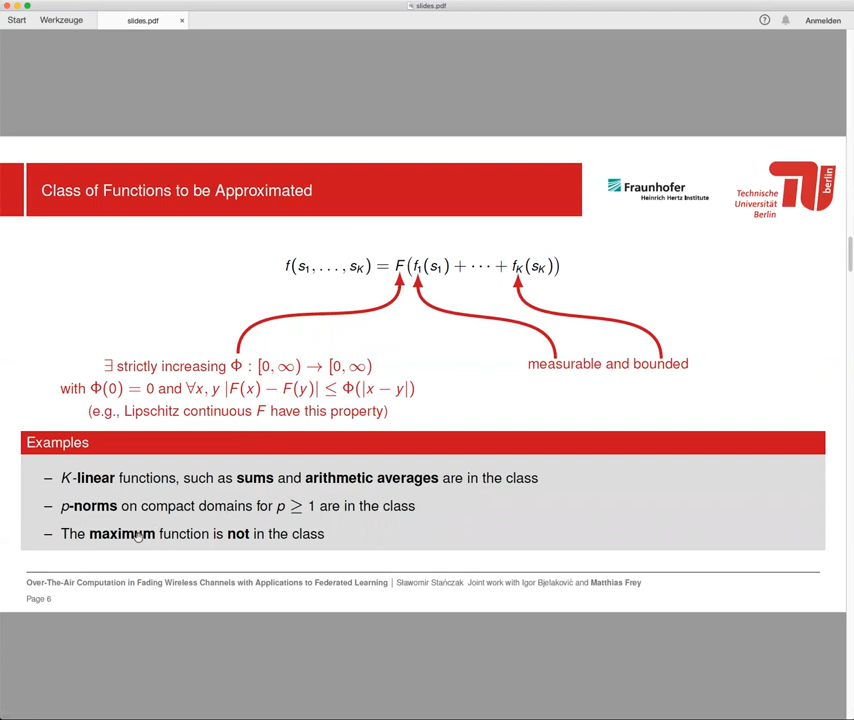 slides.pdf
Start Werkzeuge slides.pdf × ? Anmelden
Class of Functions to be Approximated
Fraunhofer
Heinrich Hertz Institute
Technische
Universität
Berlin
berlin
f(s₁, . . . , s_K) = F(f₁(s₁) + · · · + f_K(s_K))
∃ strictly increasing Φ : [0, ∞) → [0, ∞)
with Φ(0) = 0 and ∀x, y |F(x) − F(y)| ≤ Φ(|x − y|)
(e.g., Lipschitz continuous F have this property)
measurable and bounded
Examples
– K-linear functions, such as sums and arithmetic averages are in the class
– p-norms on compact domains for p ≥ 1 are in the class
– The maximum function is not in the class
Over-The-Air Computation in Fading Wireless Channels with Applications to Federated Learning | Sławomir Stańczak Joint work with Igor Bjelaković and Matthias Frey
Page 6